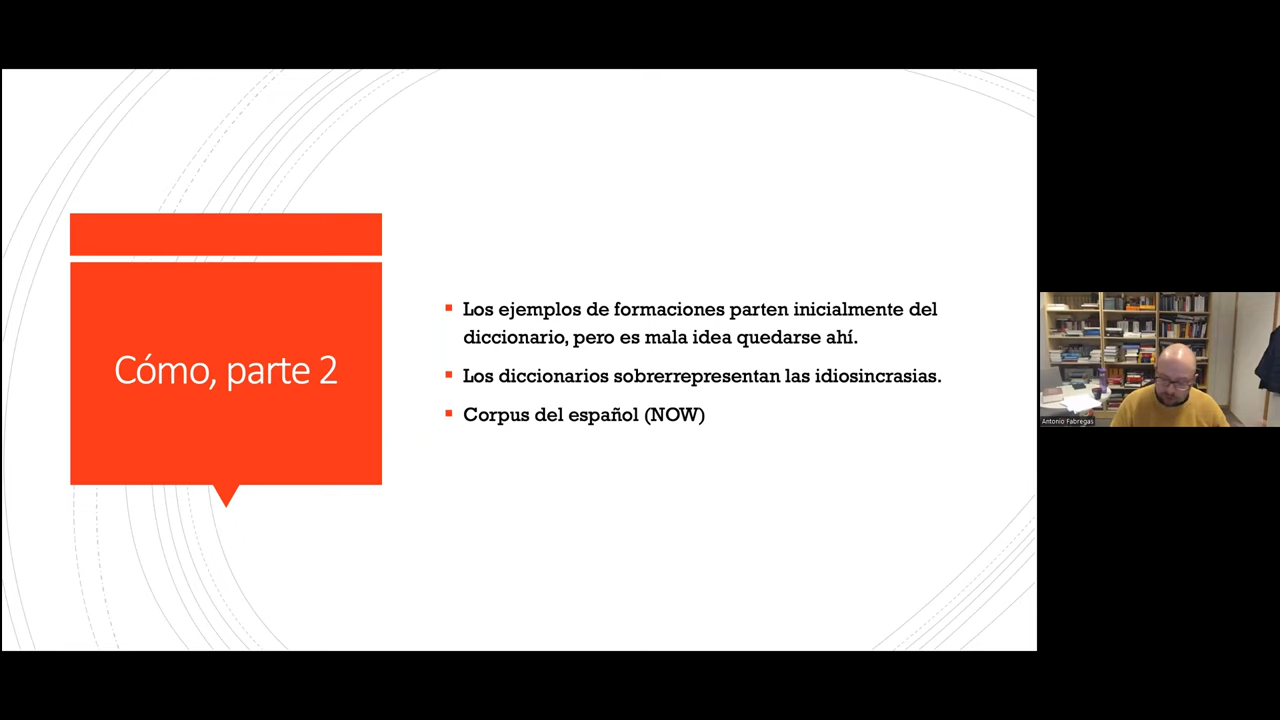 Cómo, parte 2
Los ejemplos de formaciones parten inicialmente del
diccionario, pero es mala idea quedarse ahí.
Los diccionarios sobrerrepresentan las idiosincrasias.
Corpus del español (NOW)
Antonio Fabregas